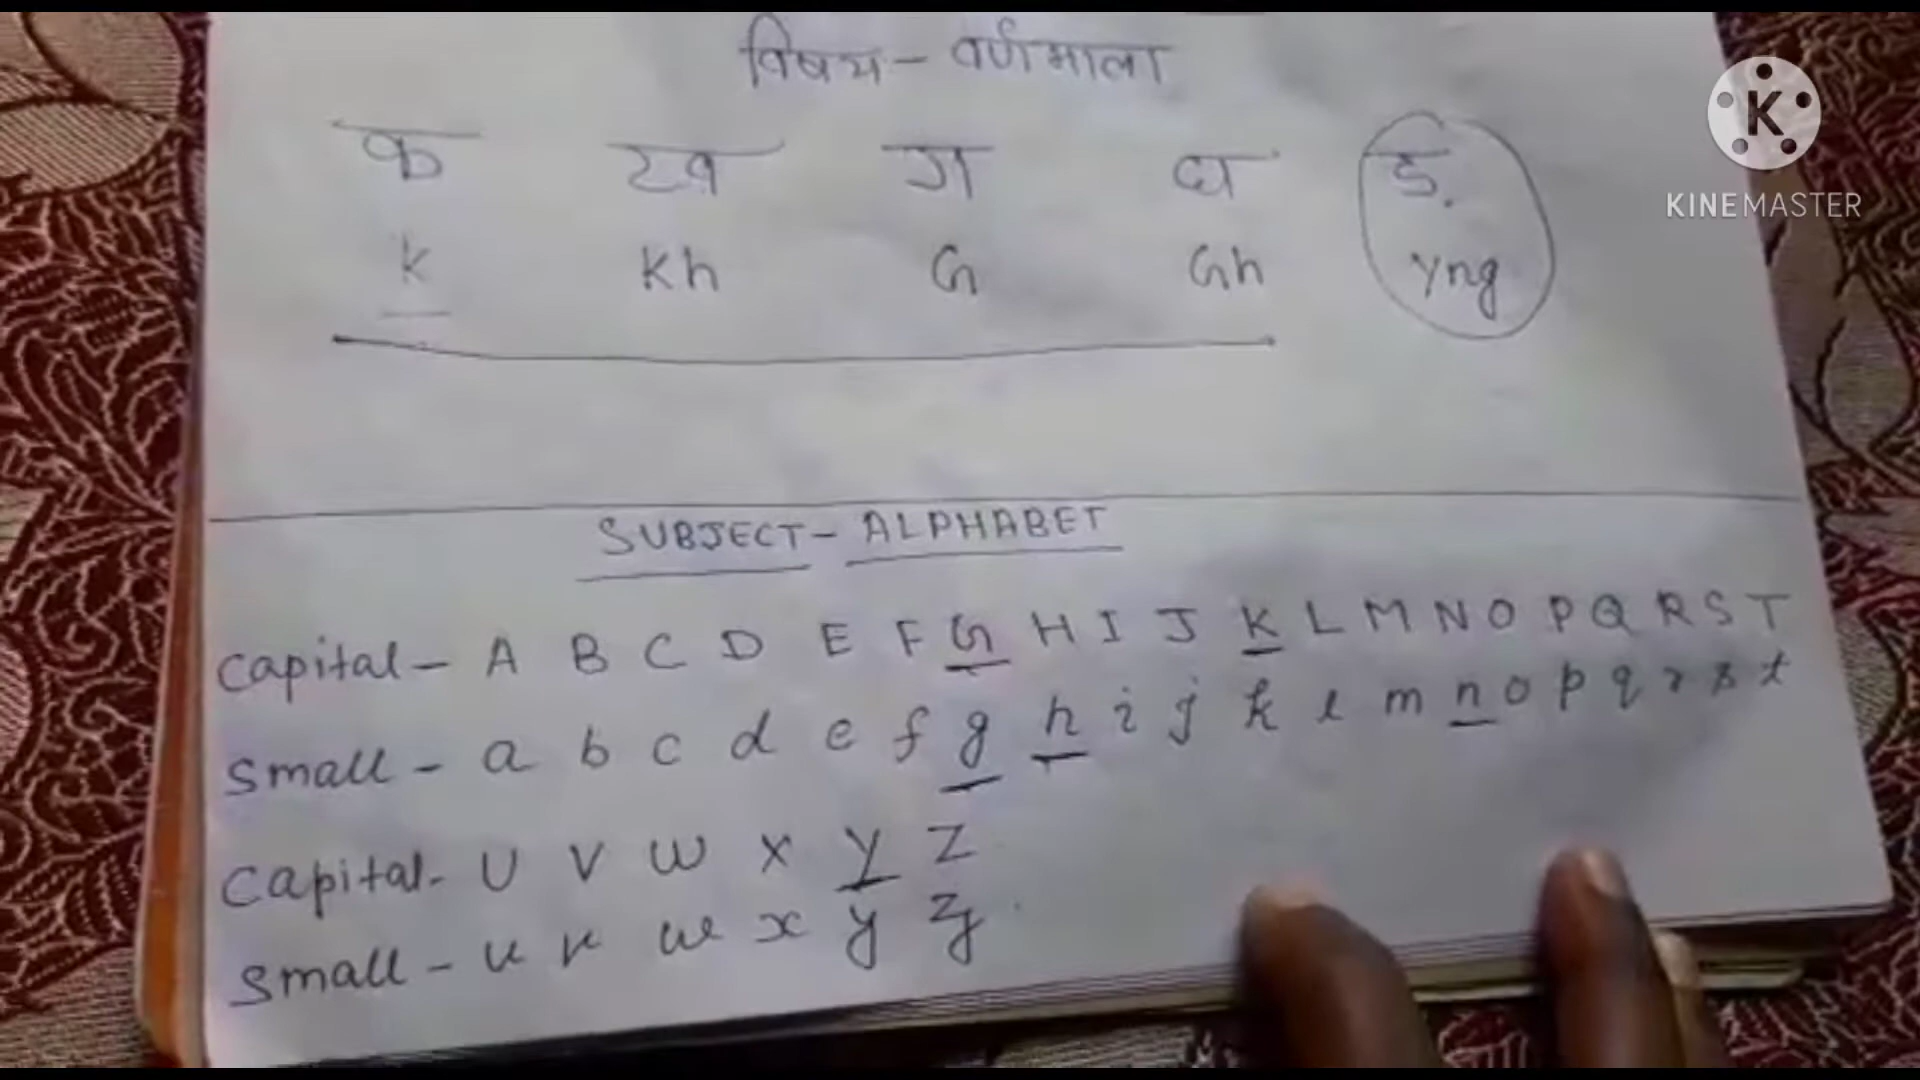 विषय - वर्णमाला
क ख ग घ ङ
K Kh G Gh Yng
SUBJECT - ALPHABET
Capital - A B C D E F G H I J K L M N O P Q R S T
Small - a b c d e f g h i j k l m n o p q r s t
Capital - U V W X Y Z
Small - u v w x y z
K
KINEMASTER